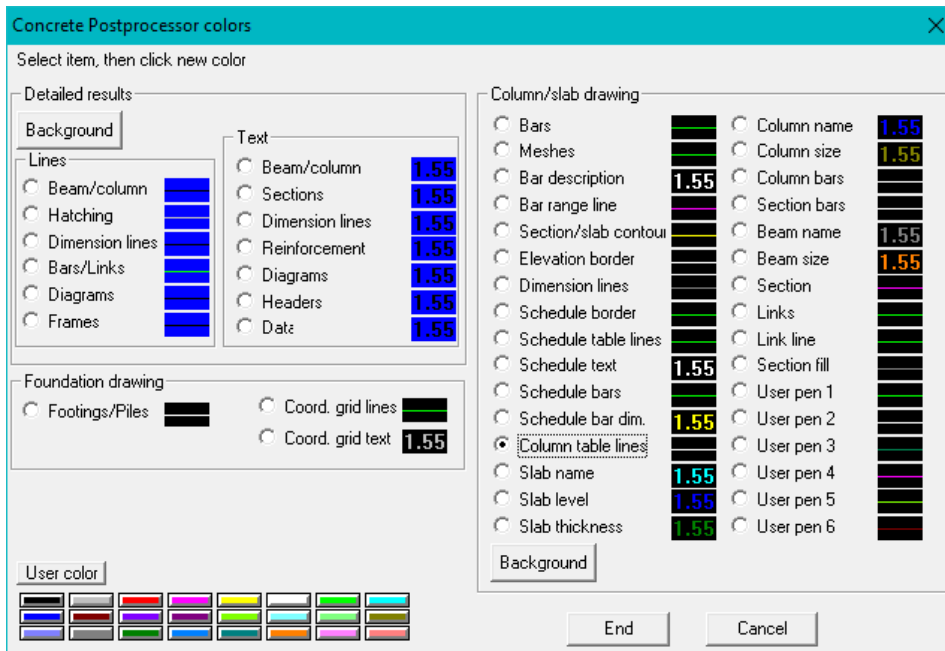 Concrete Postprocessor colors
Select item, then click new color
Detailed results
Background
Lines
Beam/column
Hatching
Dimension lines
Bars/Links
Diagrams
Frames
Text
Beam/column 1.55
Sections 1.55
Dimension lines 1.55
Reinforcement 1.55
Diagrams 1.55
Headers 1.55
Data 1.55
Foundation drawing
Footings/Piles
Coord. grid lines
Coord. grid text 1.55
User color
Column/slab drawing
Bars
Meshes
Bar description 1.55
Bar range line
Section/slab contour
Elevation border
Dimension lines
Schedule border
Schedule table lines
Schedule text 1.55
Schedule bars
Schedule bar dim. 1.55
Column table lines
Slab name 1.55
Slab level 1.55
Slab thickness 1.55
Column name 1.55
Column size 1.55
Column bars
Section bars
Beam name 1.55
Beam size 1.55
Section
Links
Link line
Section fill
User pen 1
User pen 2
User pen 3
User pen 4
User pen 5
User pen 6
Background
End
Cancel